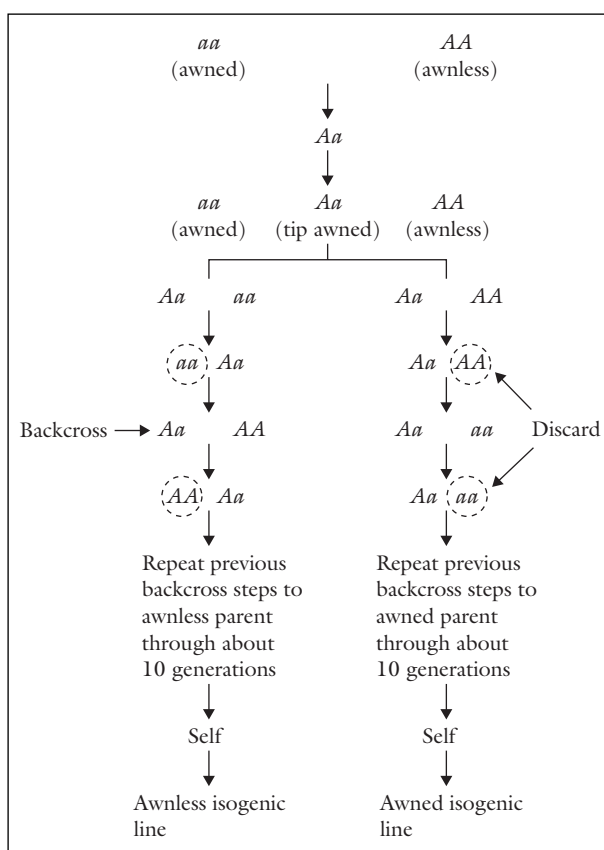 aa AA
(awned) (awnless)
Aa
aa Aa AA
(awned) (tip awned) (awnless)
Aa aa Aa AA
aa Aa Aa AA
Backcross Aa AA Aa aa Discard
AA Aa Aa aa
Repeat previous Repeat previous
backcross steps to backcross steps to
awnless parent awned parent
through about through about
10 generations 10 generations
Self Self
Awnless isogenic Awned isogenic
line line